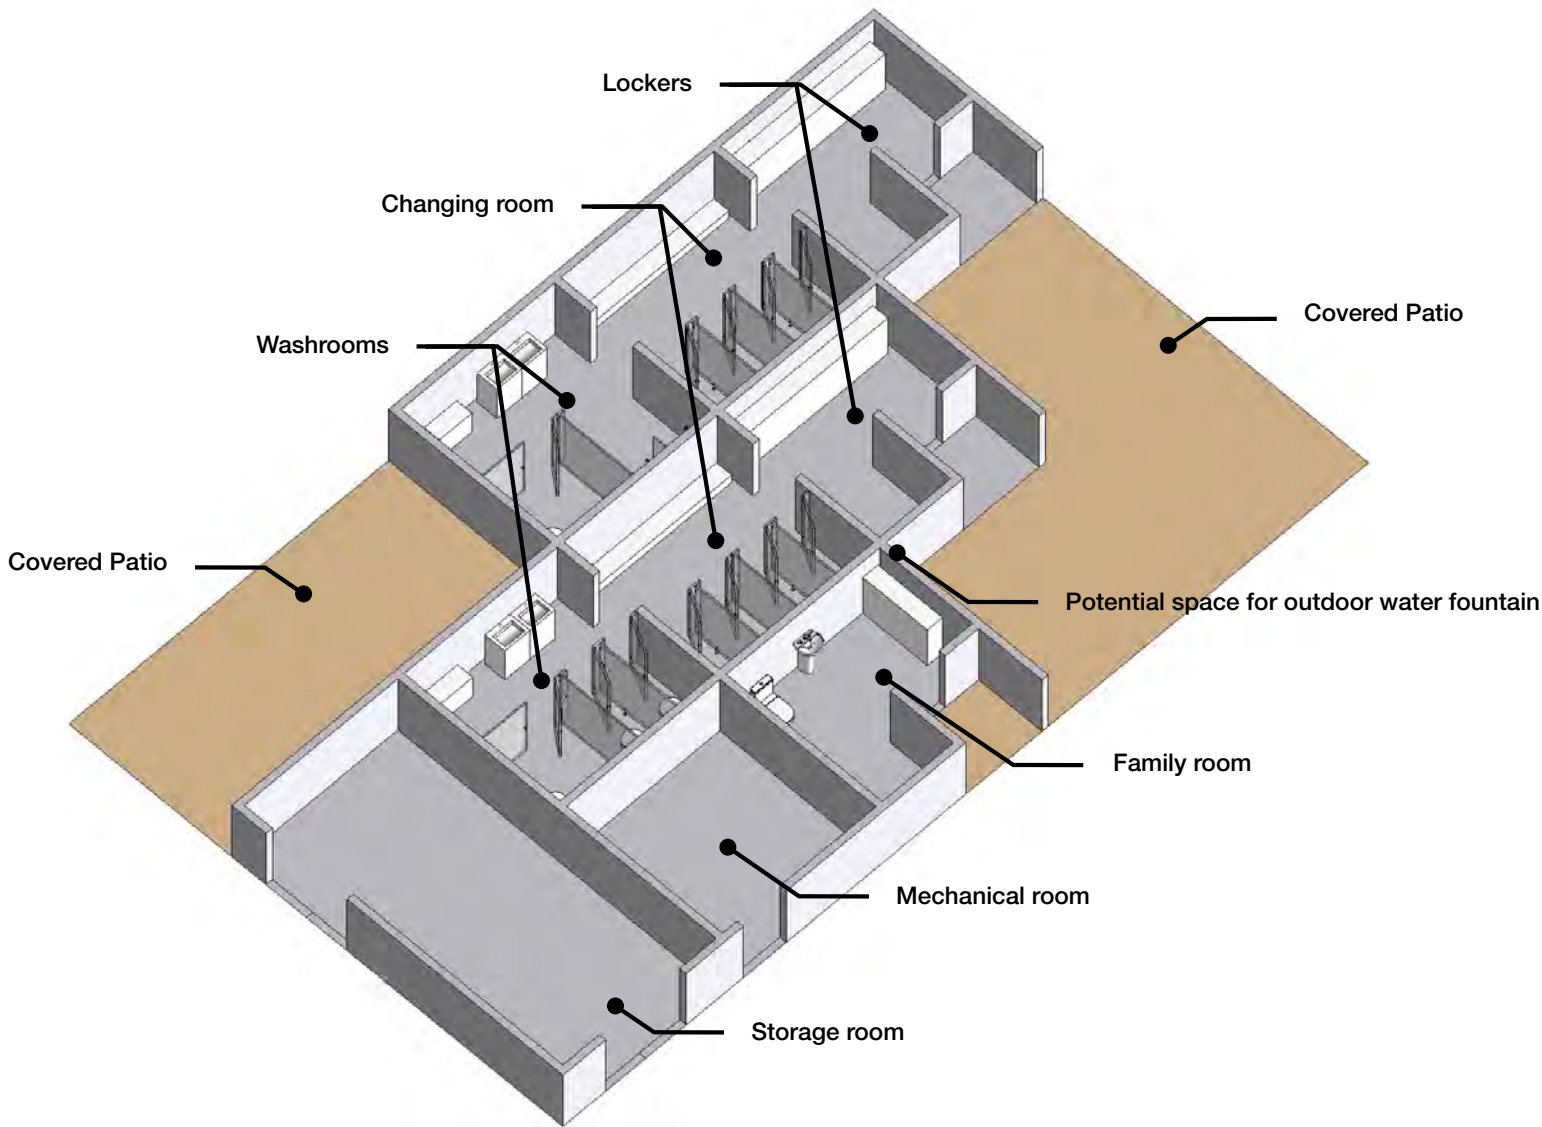 Lockers
Changing room
Covered Patio
Washrooms
Covered Patio
Potential space for outdoor water fountain
Family room
Mechanical room
Storage room